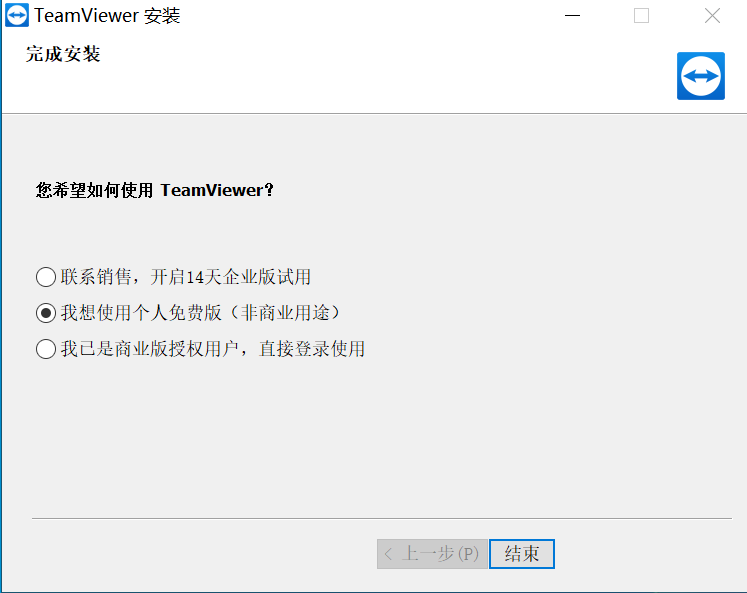 TeamViewer 安装
完成安装
您希望如何使用 TeamViewer?
联系销售，开启14天企业版试用
我想使用个人免费版（非商业用途）
我已是商业版授权用户，直接登录使用
< 上一步(P)
结束